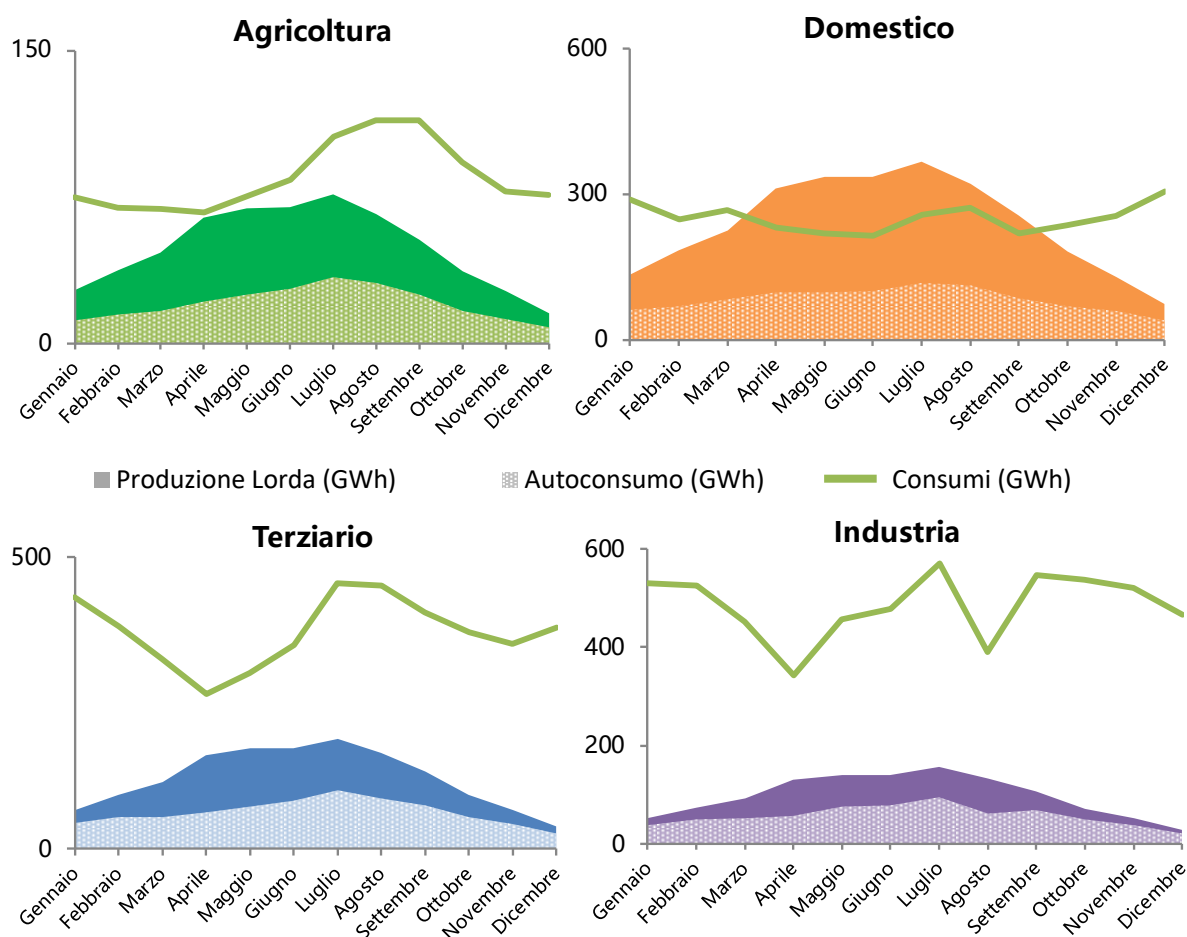 Agricoltura
150
0
Gennaio
Febbraio
Marzo
Aprile
Maggio
Giugno
Luglio
Agosto
Settembre
Ottobre
Novembre
Dicembre
Domestico
600
300
0
Gennaio
Febbraio
Marzo
Aprile
Maggio
Giugno
Luglio
Agosto
Settembre
Ottobre
Novembre
Dicembre
Produzione Lorda (GWh) Autoconsumo (GWh) Consumi (GWh)
Terziario
500
0
Gennaio
Febbraio
Marzo
Aprile
Maggio
Giugno
Luglio
Agosto
Settembre
Ottobre
Novembre
Dicembre
Industria
600
400
200
0
Gennaio
Febbraio
Marzo
Aprile
Maggio
Giugno
Luglio
Agosto
Settembre
Ottobre
Novembre
Dicembre